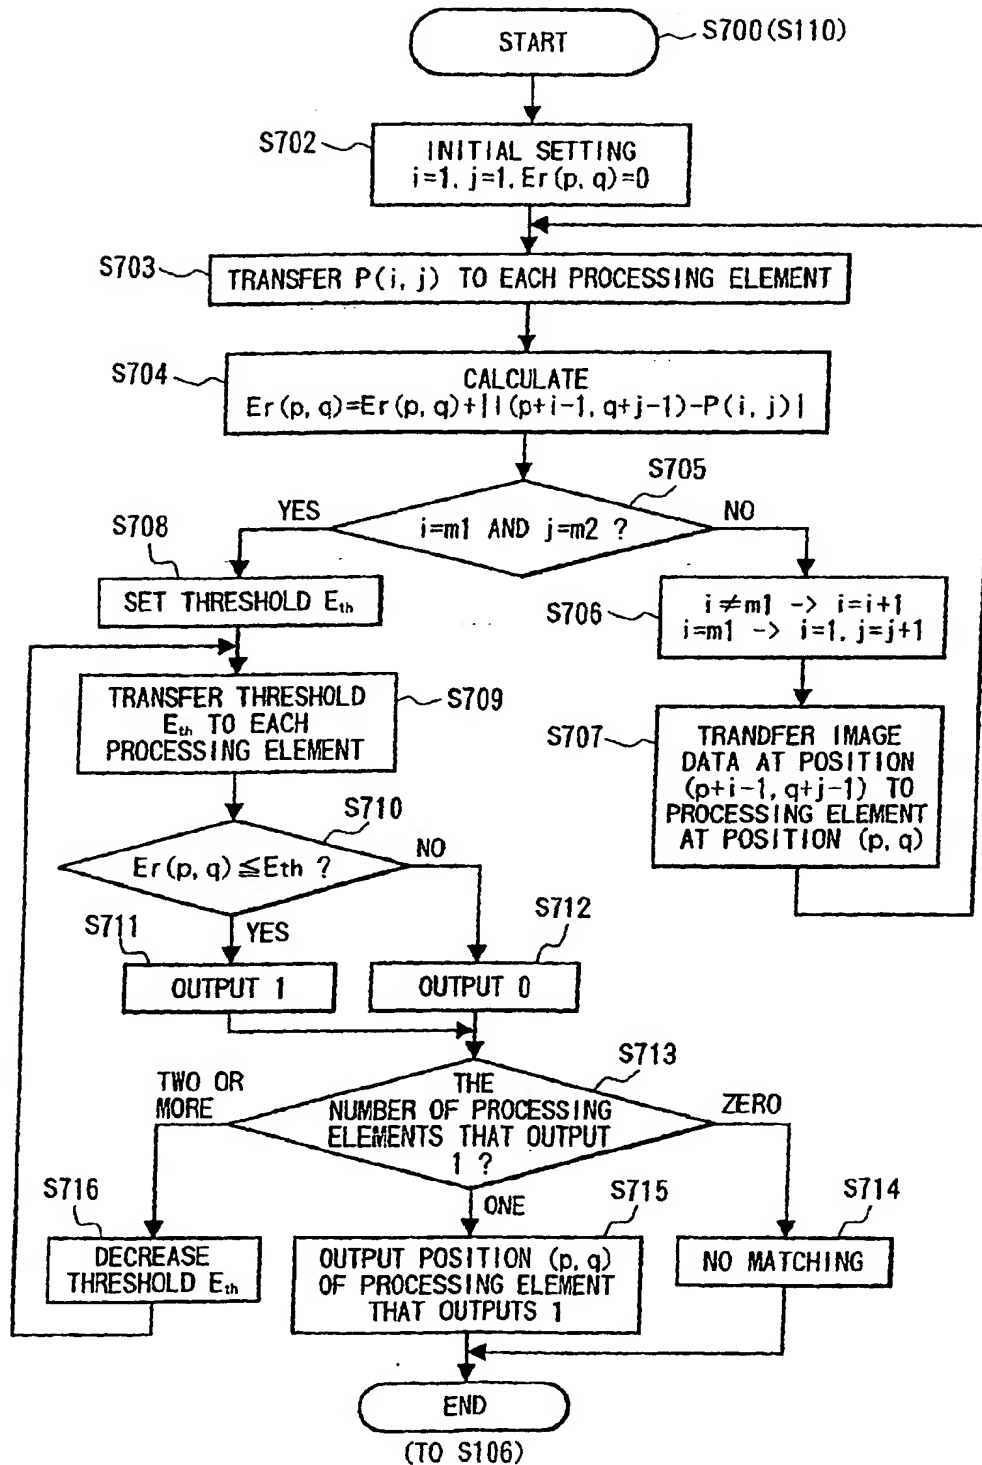 START
S700(S110)
S702
INITIAL SETTING
i=1, j=1, Er(p, q)=0
S703
TRANSFER P(i, j) TO EACH PROCESSING ELEMENT
S704
CALCULATE
Er(p, q)=Er(p, q)+|I(p+i-1, q+j-1)-P(i, j)|
S705
YES
i=m1 AND j=m2 ?
NO
S708
SET THRESHOLD Eth
S706
i≠m1 -> i=i+1
i=m1 -> i=1, j=j+1
TRANSFER THRESHOLD
Eth TO EACH
PROCESSING ELEMENT
S709
S707
TRANDFER IMAGE
DATA AT POSITION
(p+i-1, q+j-1) TO
PROCESSING ELEMENT
AT POSITION (p, q)
S710
Er(p, q)≦Eth ?
NO
S711
YES
S712
OUTPUT 1
OUTPUT 0
S713
TWO OR
MORE
THE
NUMBER OF PROCESSING
ELEMENTS THAT OUTPUT
1 ?
ZERO
S716
ONE
S715
S714
DECREASE
THRESHOLD Eth
OUTPUT POSITION (p, q)
OF PROCESSING ELEMENT
THAT OUTPUTS 1
NO MATCHING
END
(TO S106)